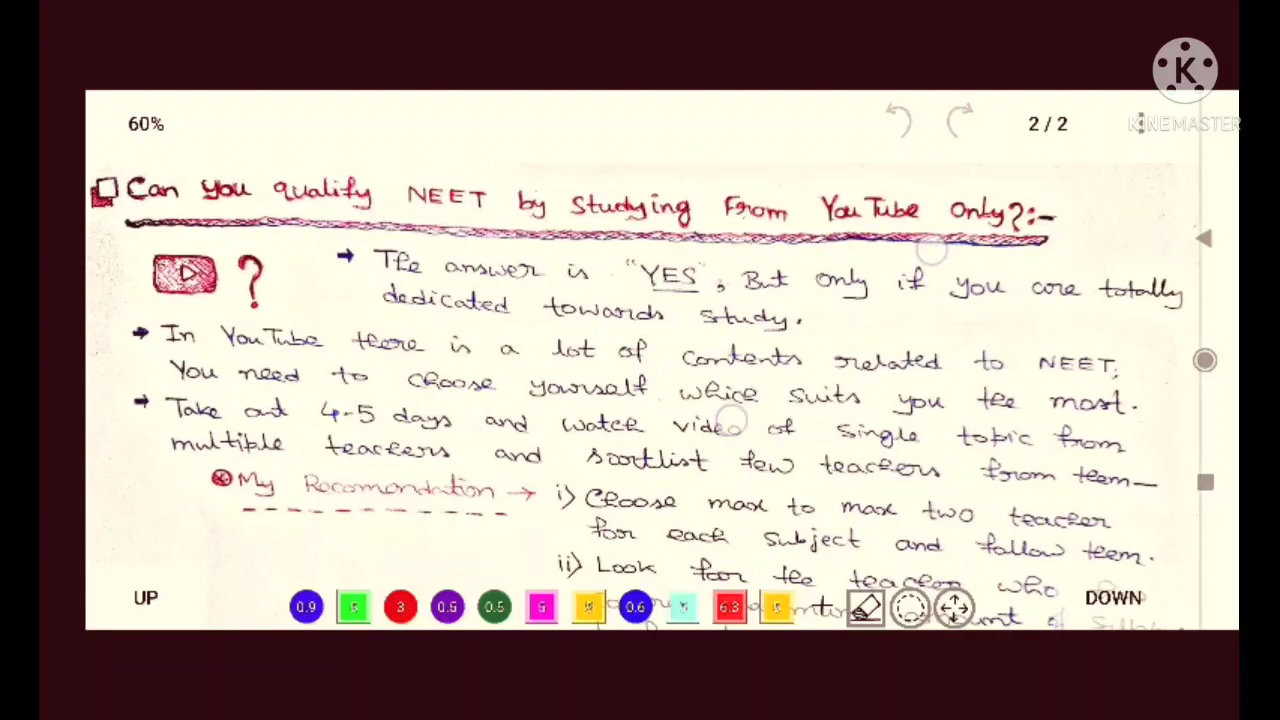 K
KINEMASTER
60%
2 / 2
Can you qualify NEET by Studying From YouTube Only?:-
→ The answer is "YES", But only if you are totally
dedicated towards study.
→ In YouTube there is a lot of contents related to NEET,
You need to choose yourself which suits you the most.
→ Take out 4-5 days and watch video of single topic from
multiple teachers and shortlist few teachers from them—
My Recomendation → i) Choose max to max two teacher
for each subject and follow them.
ii) Look for the teacher who
UP
0.9 5 3 0.5 0.5 5 0.6 6.3
DOWN